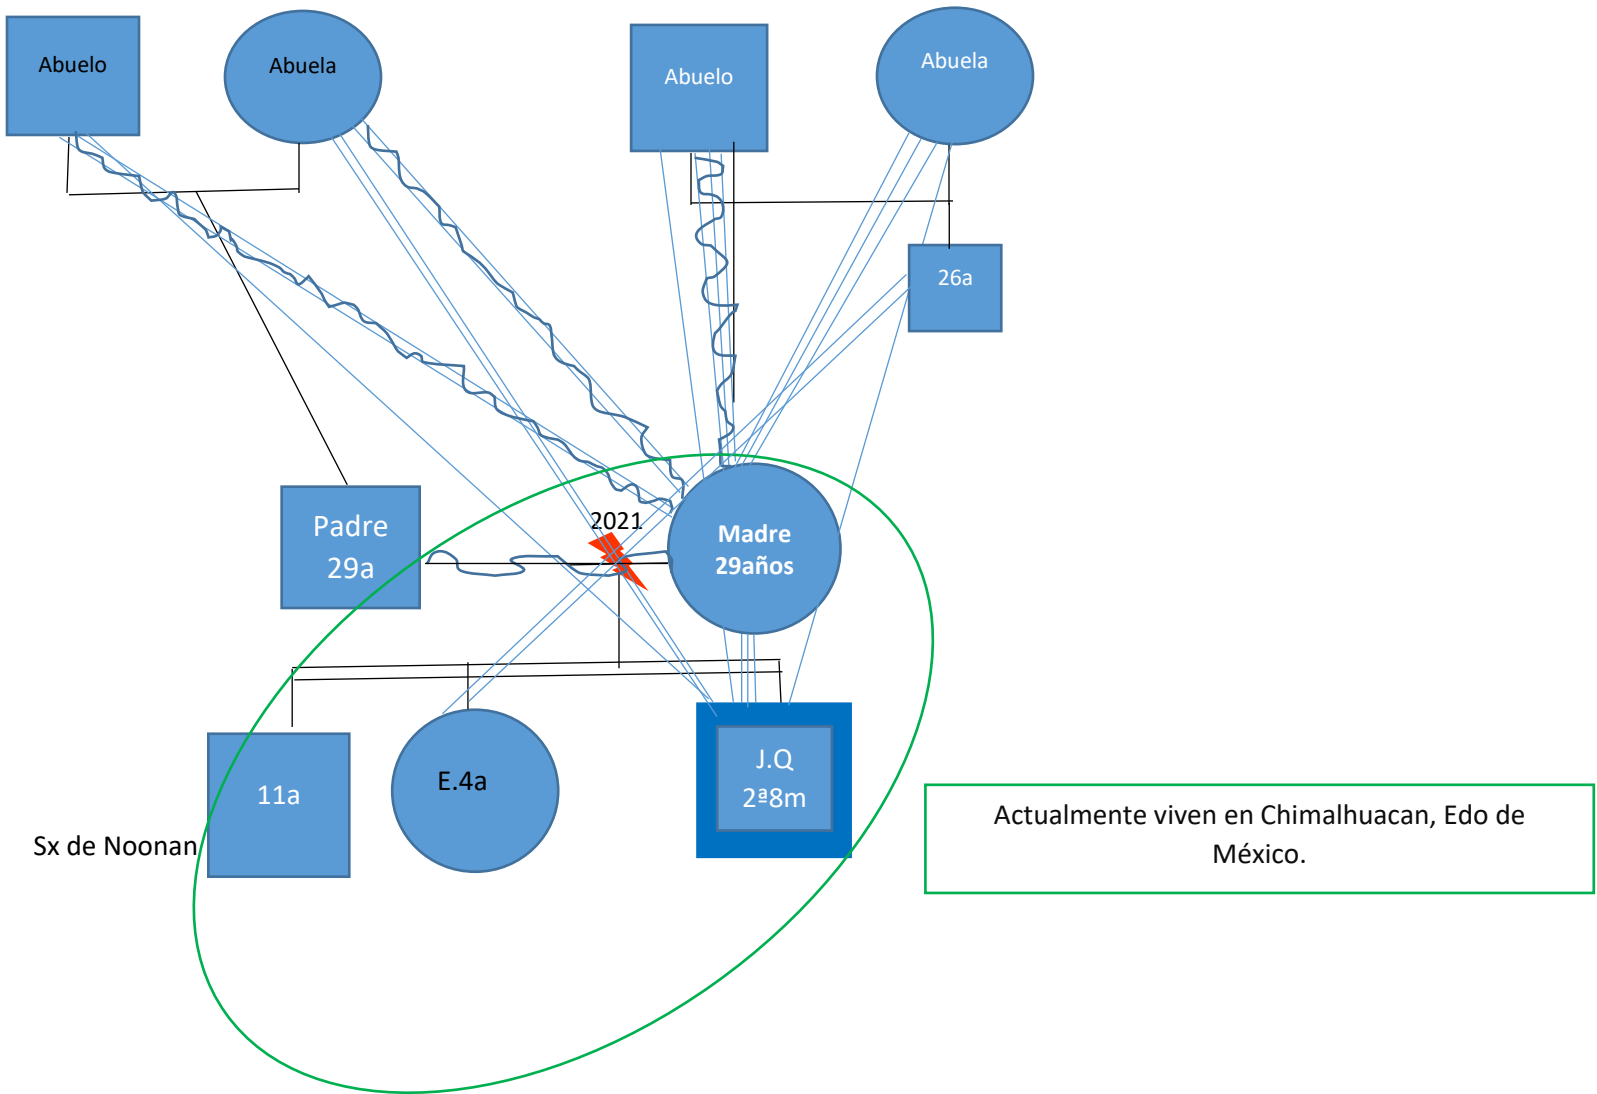 Abuelo
Abuela
Abuelo
Abuela
26a
Padre
29a
2021
Madre
29años
11a
E.4a
J.Q
2ª8m
Sx de Noonan
Actualmente viven en Chimalhuacan, Edo de
México.